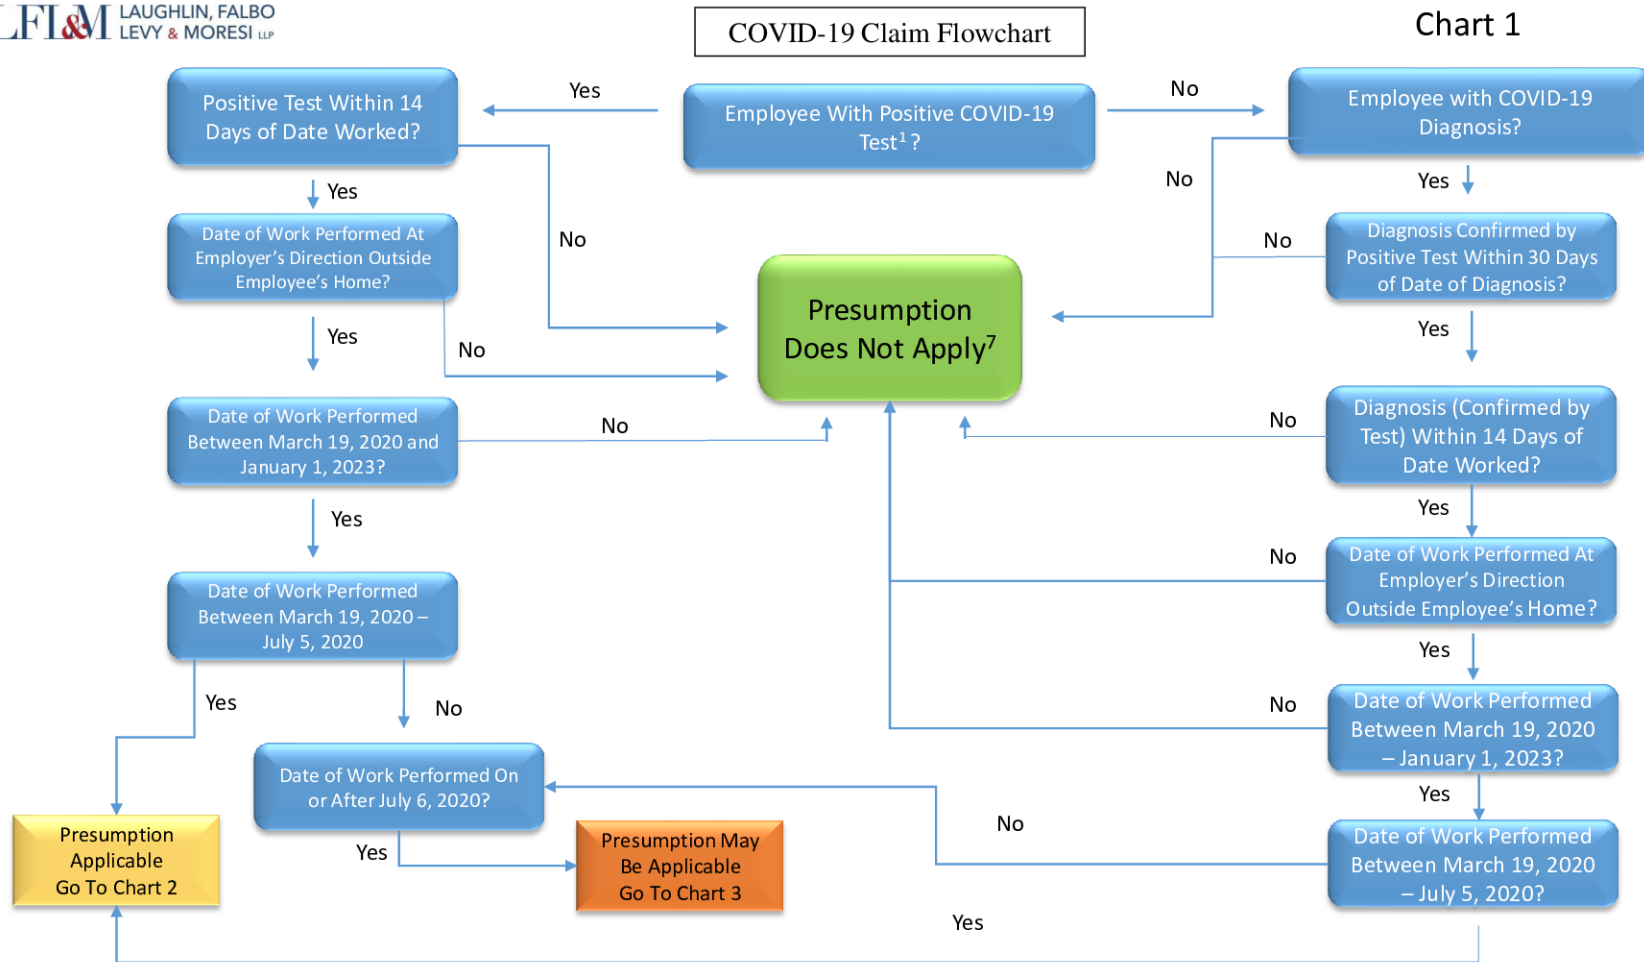 LFL&M LAUGHLIN, FALBO
LEVY & MORESI LLP
COVID-19 Claim Flowchart
Chart 1
Positive Test Within 14
Days of Date Worked?
Yes
Employee With Positive COVID-19
Test¹ ?
No
Employee with COVID-19
Diagnosis?
Yes
No
No
Yes
Date of Work Performed At
Employer's Direction Outside
Employee's Home?
No
Diagnosis Confirmed by
Positive Test Within 30 Days
of Date of Diagnosis?
Yes
No
Presumption
Does Not Apply⁷
Yes
Date of Work Performed
Between March 19, 2020 and
January 1, 2023?
No
No
Diagnosis (Confirmed by
Test) Within 14 Days of
Date Worked?
Yes
Yes
Date of Work Performed
Between March 19, 2020 –
July 5, 2020
No
Date of Work Performed At
Employer's Direction
Outside Employee's Home?
Yes
Yes
No
No
Date of Work Performed
Between March 19, 2020
– January 1, 2023?
Date of Work Performed On
or After July 6, 2020?
Yes
Yes
No
Presumption
Applicable
Go To Chart 2
Presumption May
Be Applicable
Go To Chart 3
Date of Work Performed
Between March 19, 2020
– July 5, 2020?
Yes